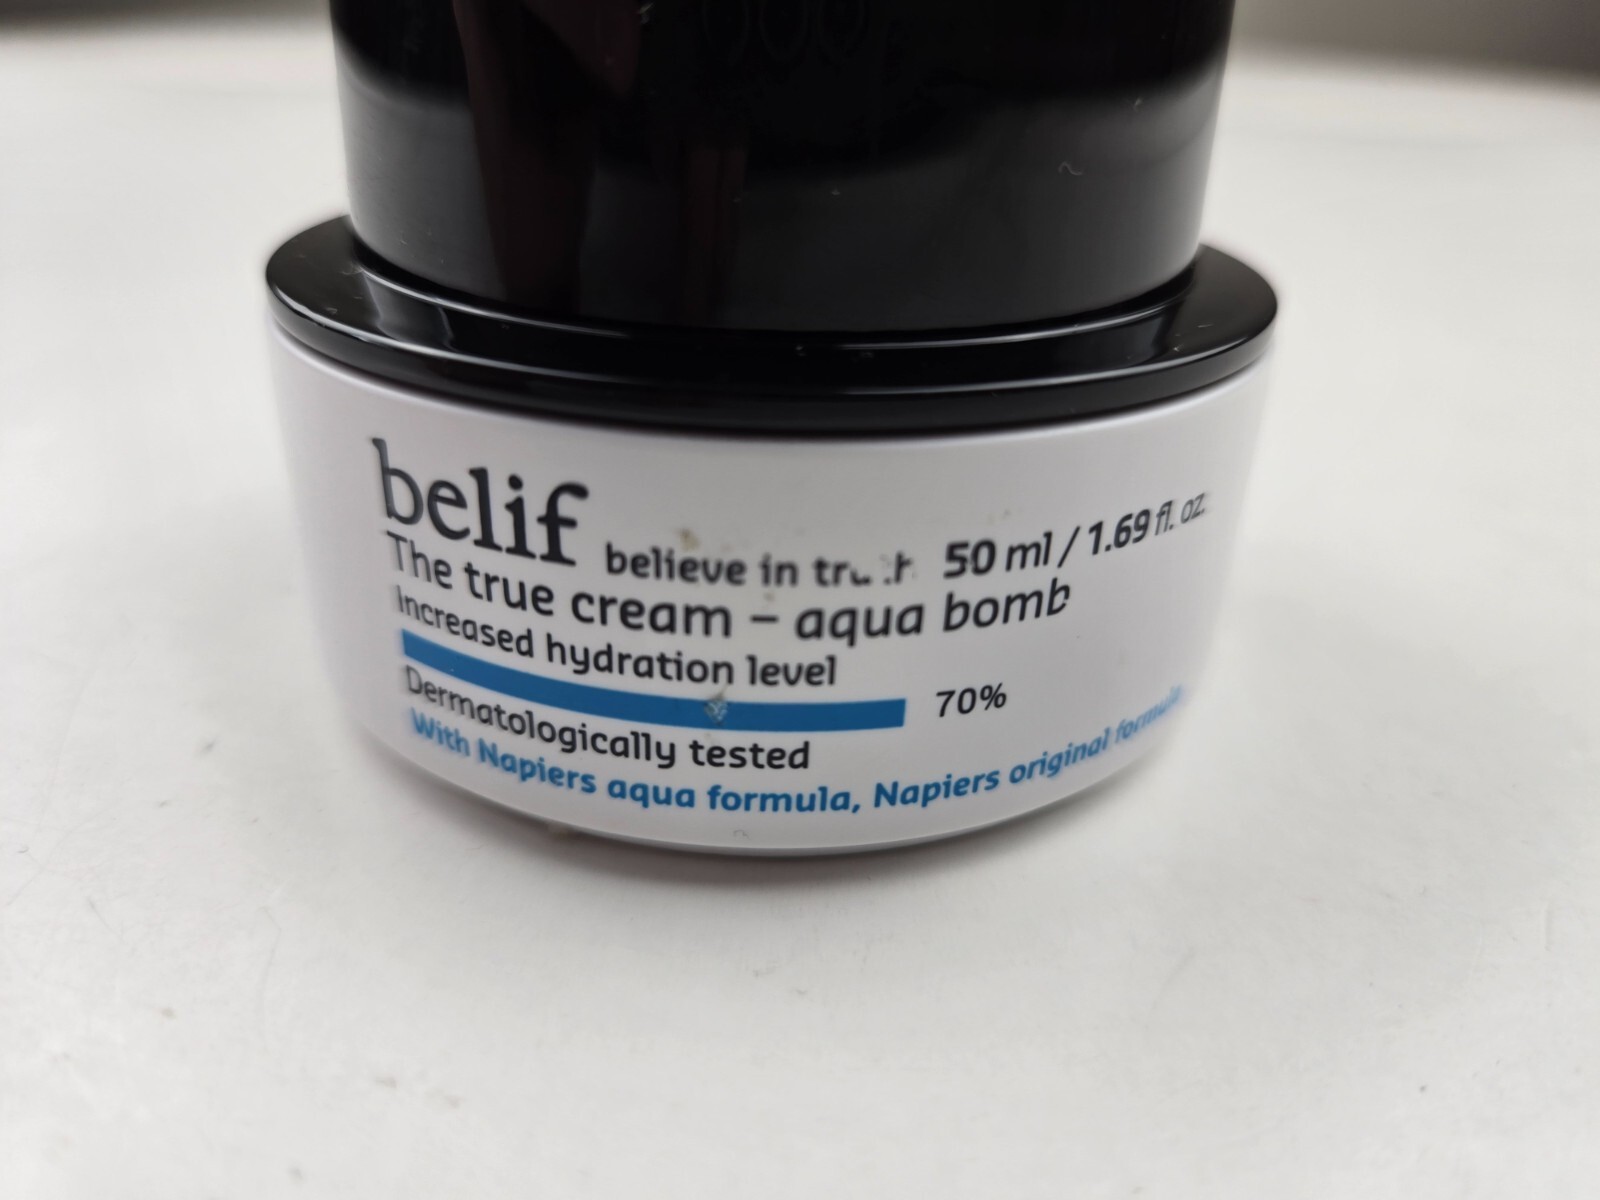 belif believe in 50 ml / 1.69 fl. oz.
The true cream – aqua bomb
Increased hydration level
70%
Dermatologically tested
With Napiers aqua formula, Napiers original formula